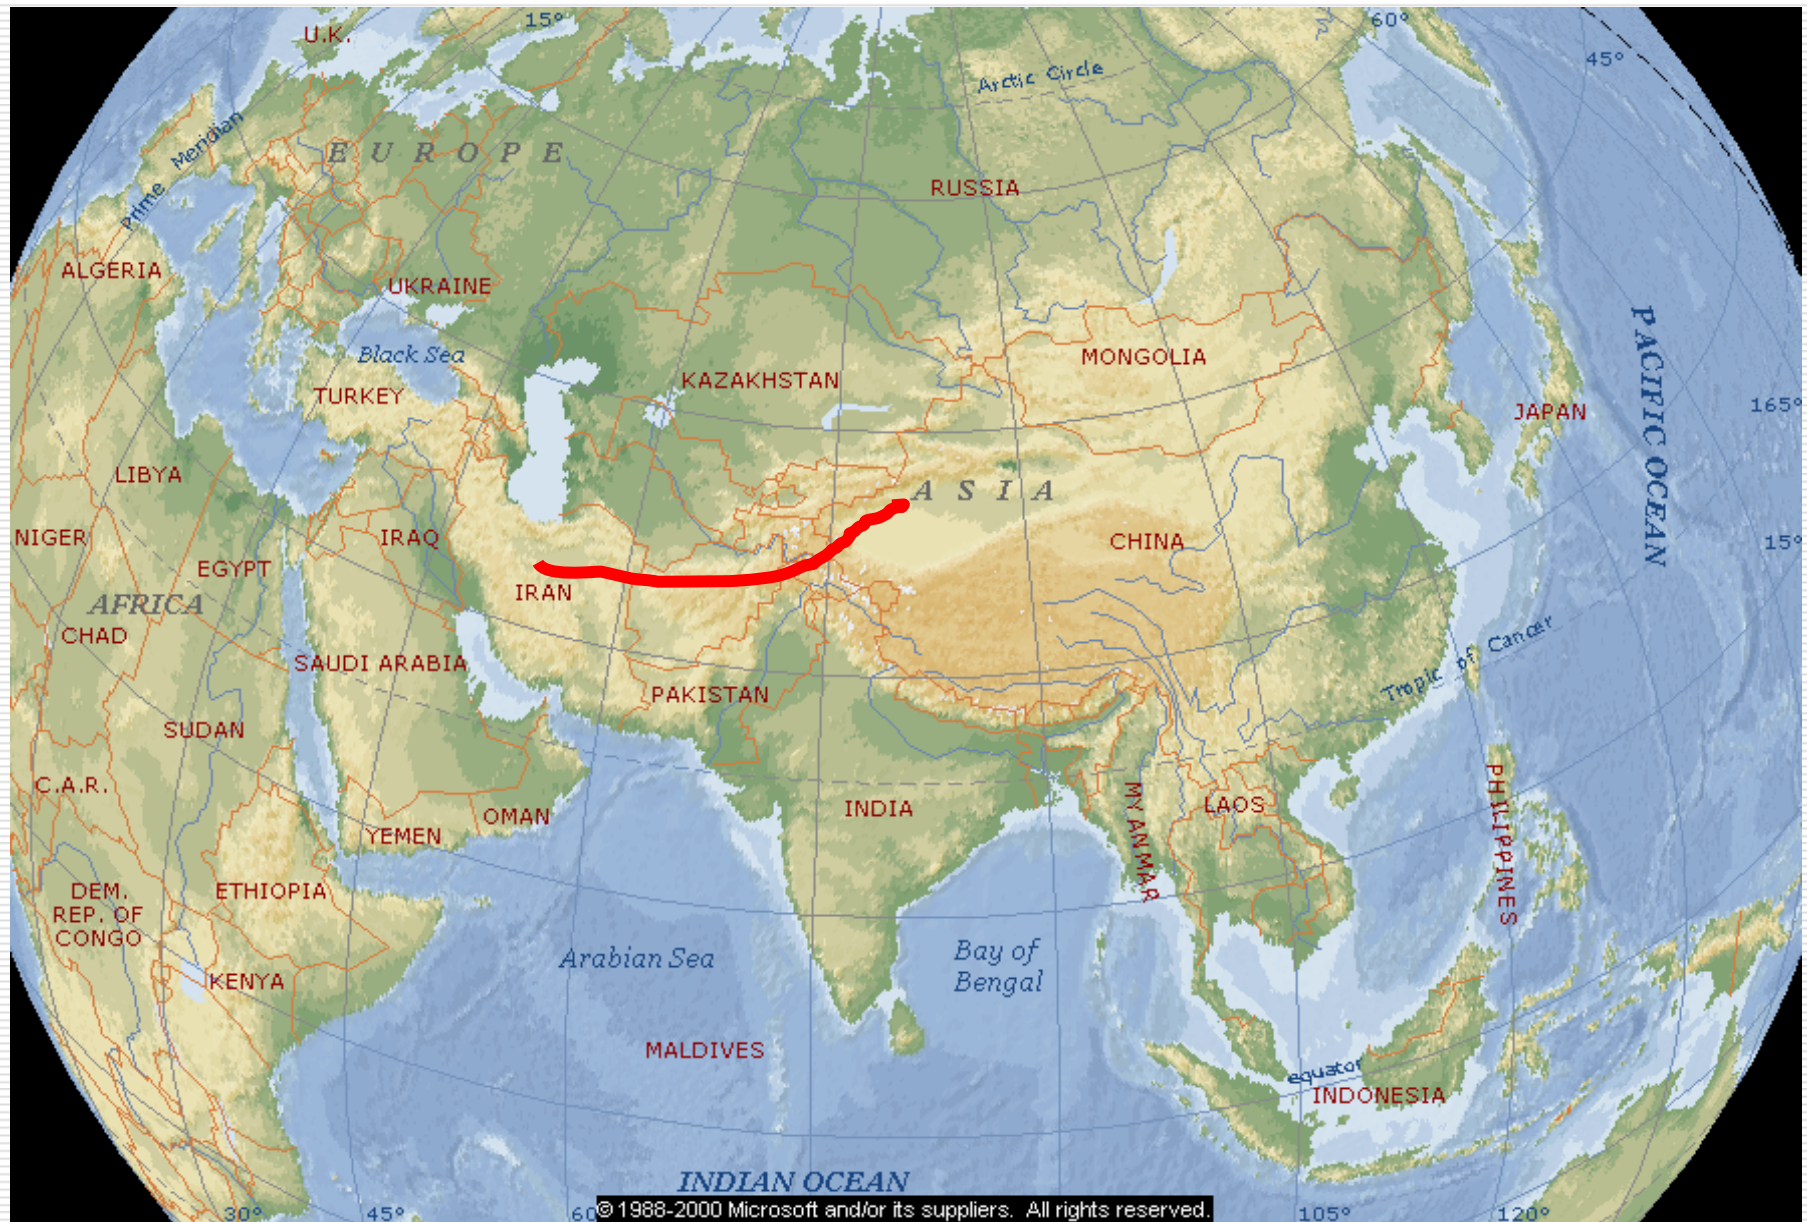 15°
60°
U.K.
45°
Arctic Circle
Prime Meridian
EUROPE
RUSSIA
ALGERIA
UKRAINE
PACIFIC OCEAN
Black Sea
MONGOLIA
KAZAKHSTAN
TURKEY
165°
JAPAN
LIBYA
ASIA
NIGER
IRAQ
CHINA
15°
EGYPT
IRAN
AFRICA
CHAD
Tropic of Cancer
SAUDI ARABIA
PAKISTAN
SUDAN
C.A.R.
PHILIPPINES
MYANMAR
LAOS
INDIA
OMAN
YEMEN
DEM.
REP. OF
CONGO
ETHIOPIA
Arabian Sea
Bay of
Bengal
KENYA
MALDIVES
equator
INDONESIA
INDIAN OCEAN
30°
45°
60
© 1988-2000 Microsoft and/or its suppliers. All rights reserved.
105°
120°